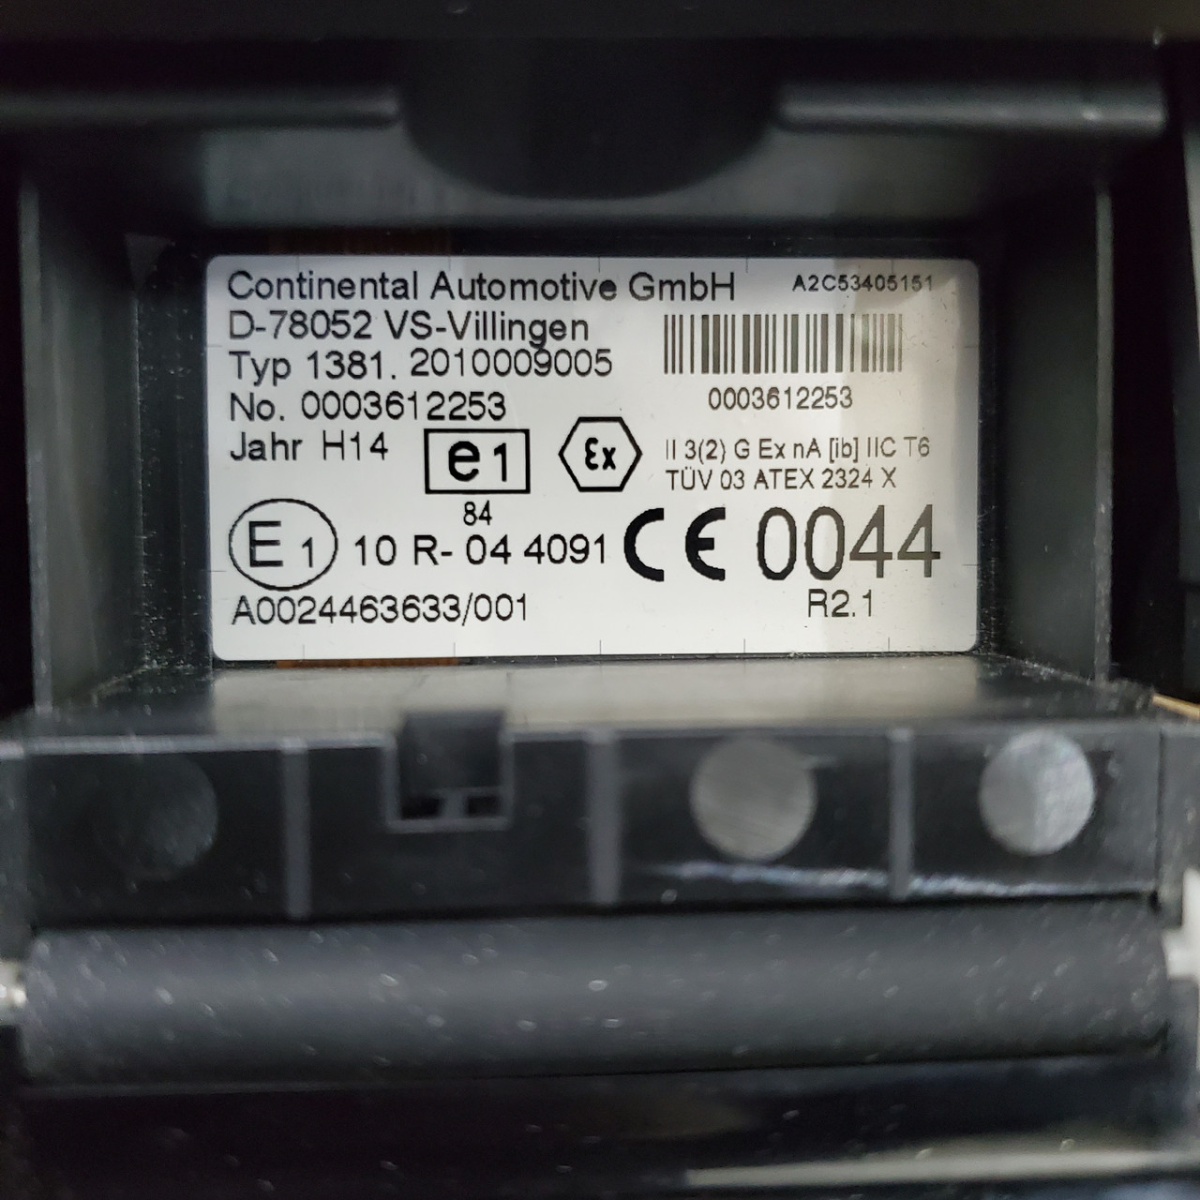 Continental Automotive GmbH A2C53405151
D-78052 VS-Villingen
Typ 1381. 2010009005
No. 0003612253 0003612253
Jahr H14 e1 Ex II 3(2) G Ex nA [ib] IIC T6
TÜV 03 ATEX 2324 X
84
E1 10 R- 04 4091 CE 0044
A0024463633/001 R2.1